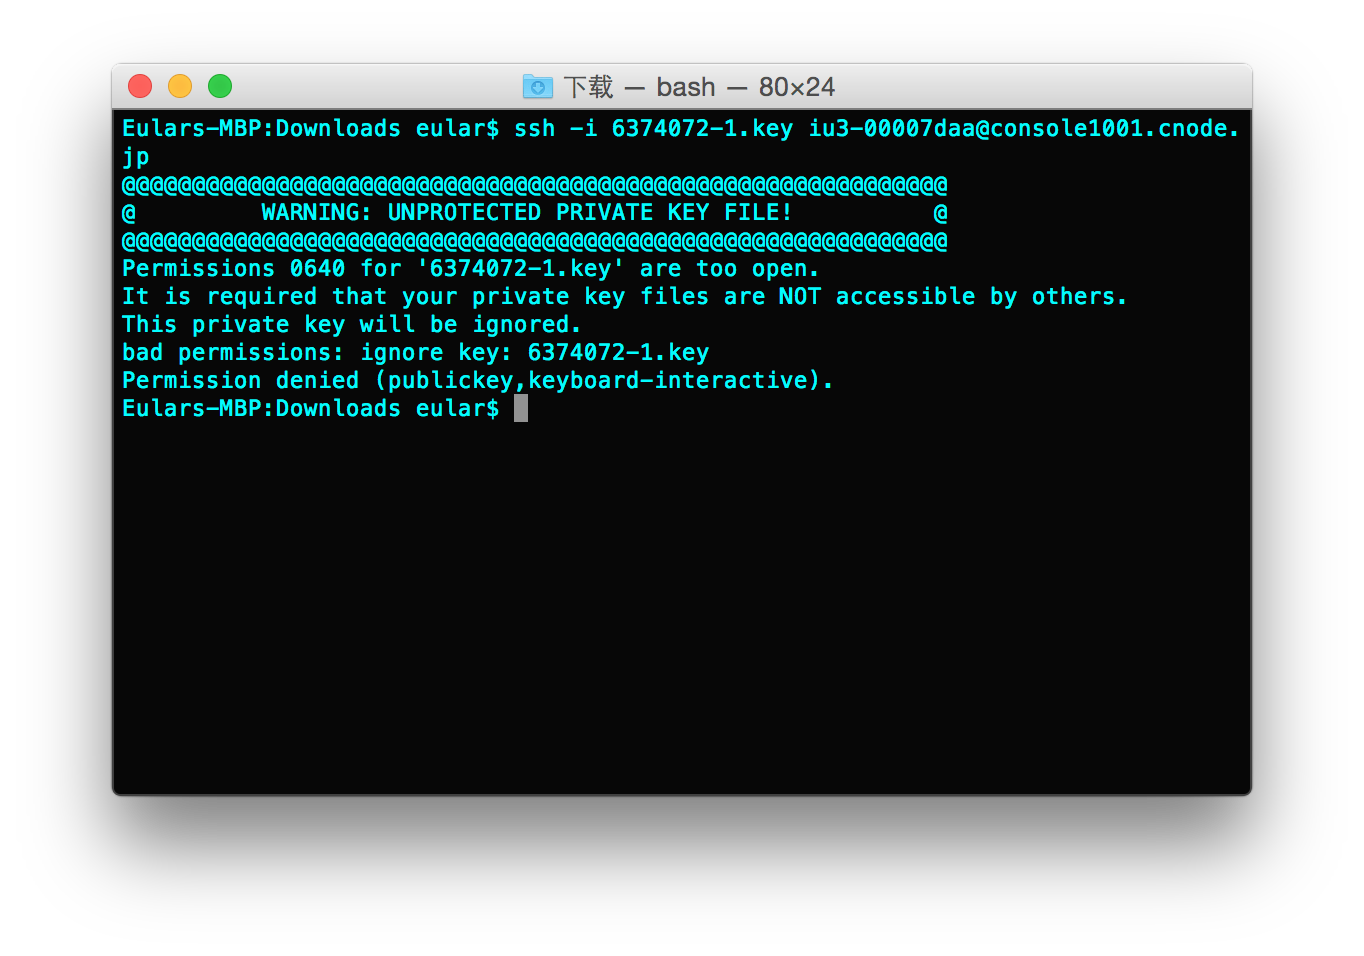 下载 — bash — 80×24
Eulars-MBP:Downloads eular$ ssh -i 6374072-1.key iu3-00007daa@console1001.cnode.
jp
@@@@@@@@@@@@@@@@@@@@@@@@@@@@@@@@@@@@@@@@@@@@@@@@@@@@@@@@@@@
@         WARNING: UNPROTECTED PRIVATE KEY FILE!          @
@@@@@@@@@@@@@@@@@@@@@@@@@@@@@@@@@@@@@@@@@@@@@@@@@@@@@@@@@@@
Permissions 0640 for '6374072-1.key' are too open.
It is required that your private key files are NOT accessible by others.
This private key will be ignored.
bad permissions: ignore key: 6374072-1.key
Permission denied (publickey,keyboard-interactive).
Eulars-MBP:Downloads eular$